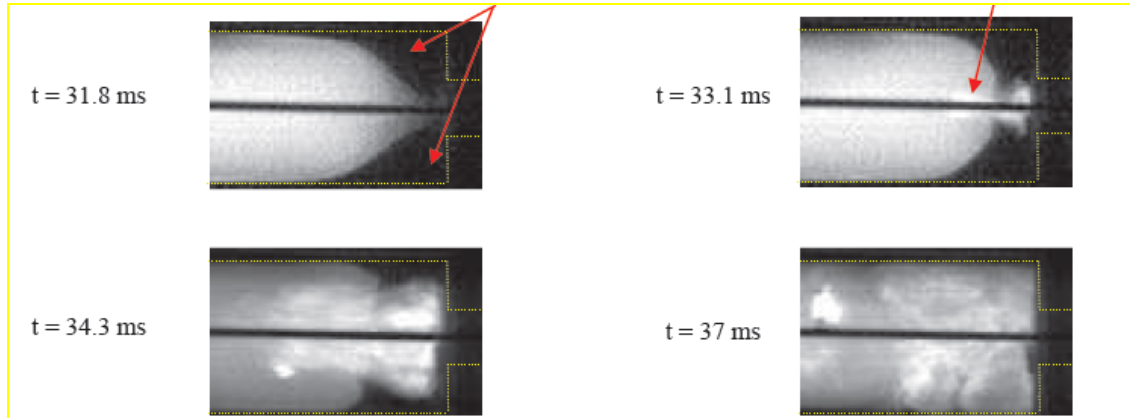 t = 31.8 ms
t = 33.1 ms
t = 34.3 ms
t = 37 ms